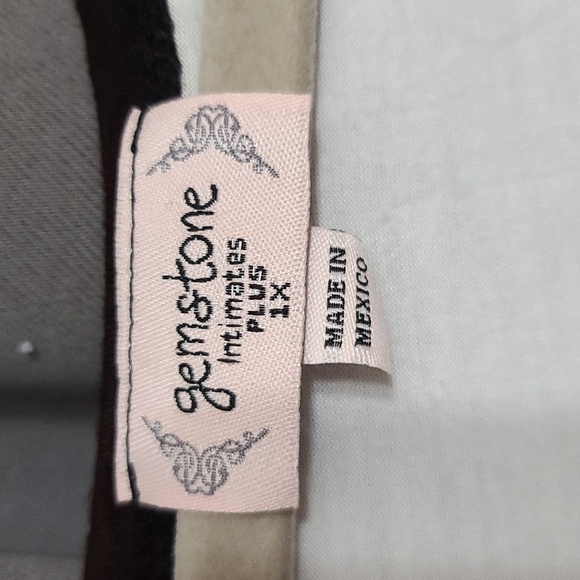 gemstone
Intimates
PLUS
1X
MADE IN
MEXICO